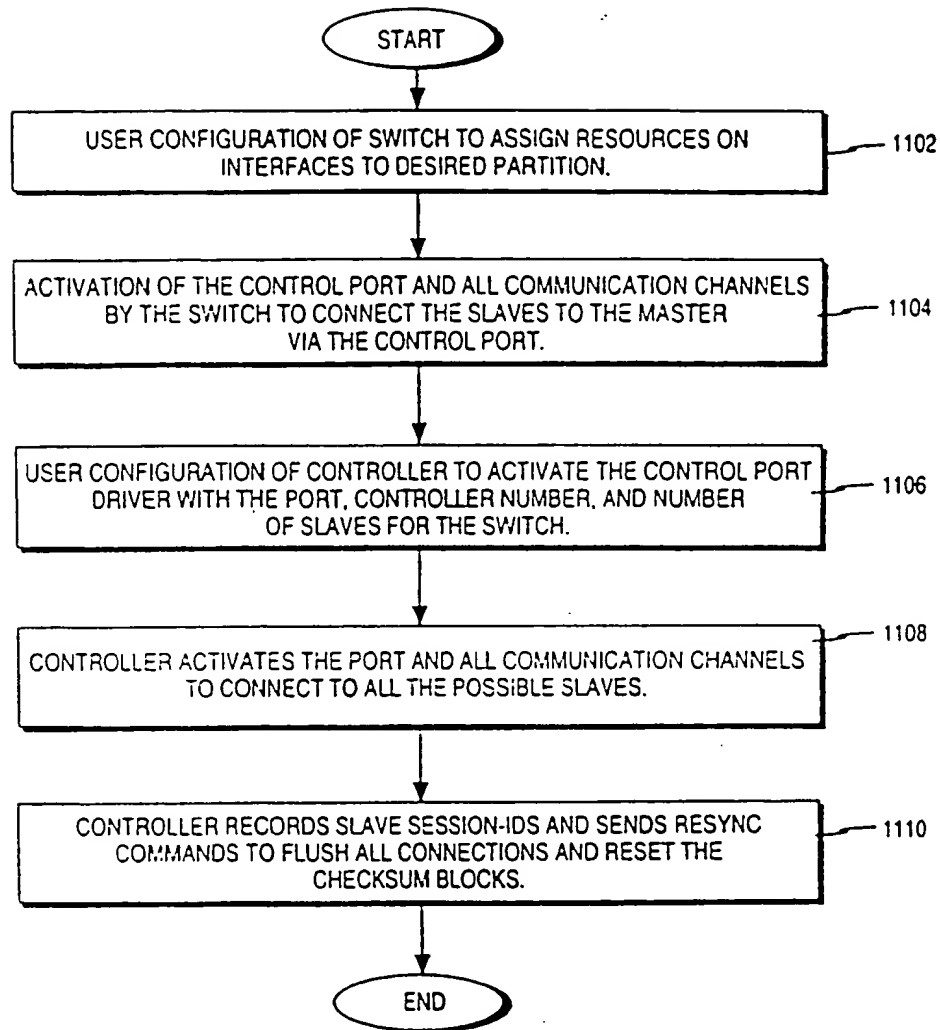 START
USER CONFIGURATION OF SWITCH TO ASSIGN RESOURCES ON
INTERFACES TO DESIRED PARTITION.
1102
ACTIVATION OF THE CONTROL PORT AND ALL COMMUNICATION CHANNELS
BY THE SWITCH TO CONNECT THE SLAVES TO THE MASTER
VIA THE CONTROL PORT.
1104
USER CONFIGURATION OF CONTROLLER TO ACTIVATE THE CONTROL PORT
DRIVER WITH THE PORT, CONTROLLER NUMBER, AND NUMBER
OF SLAVES FOR THE SWITCH.
1106
CONTROLLER ACTIVATES THE PORT AND ALL COMMUNICATION CHANNELS
TO CONNECT TO ALL THE POSSIBLE SLAVES.
1108
CONTROLLER RECORDS SLAVE SESSION-IDS AND SENDS RESYNC
COMMANDS TO FLUSH ALL CONNECTIONS AND RESET THE
CHECKSUM BLOCKS.
1110
END